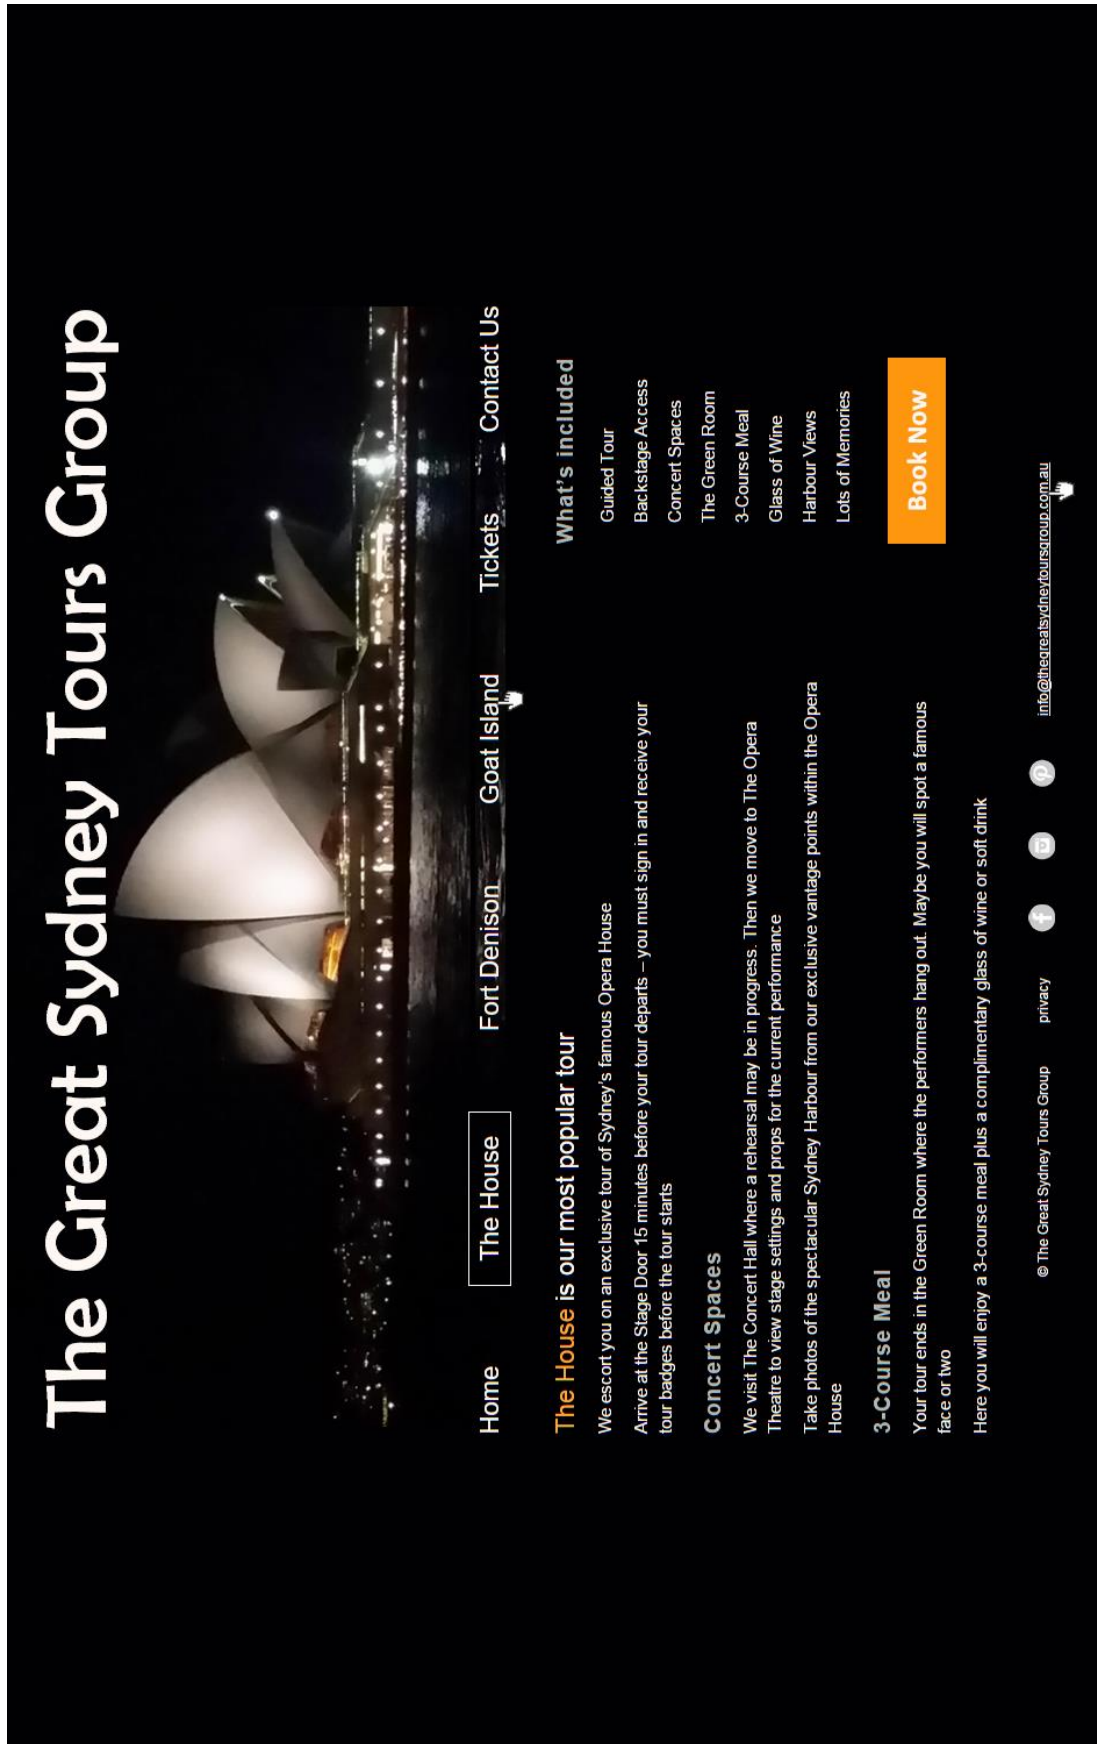 The Great Sydney Tours Group
Home
The House
Fort Denison
Goat Island
Tickets
Contact Us
The House is our most popular tour
We escort you on an exclusive tour of Sydney's famous Opera House
Arrive at the Stage Door 15 minutes before your tour departs – you must sign in and receive your
tour badges before the tour starts
Concert Spaces
We visit The Concert Hall where a rehearsal may be in progress. Then we move to The Opera
Theatre to view stage settings and props for the current performance
Take photos of the spectacular Sydney Harbour from our exclusive vantage points within the Opera
House
3-Course Meal
Your tour ends in the Green Room where the performers hang out. Maybe you will spot a famous
face or two
Here you will enjoy a 3-course meal plus a complimentary glass of wine or soft drink
What's included
Guided Tour
Backstage Access
Concert Spaces
The Green Room
3-Course Meal
Glass of Wine
Harbour Views
Lots of Memories
Book Now
© The Great Sydney Tours Group
privacy
info@thegreatsydneytoursgroup.com.au